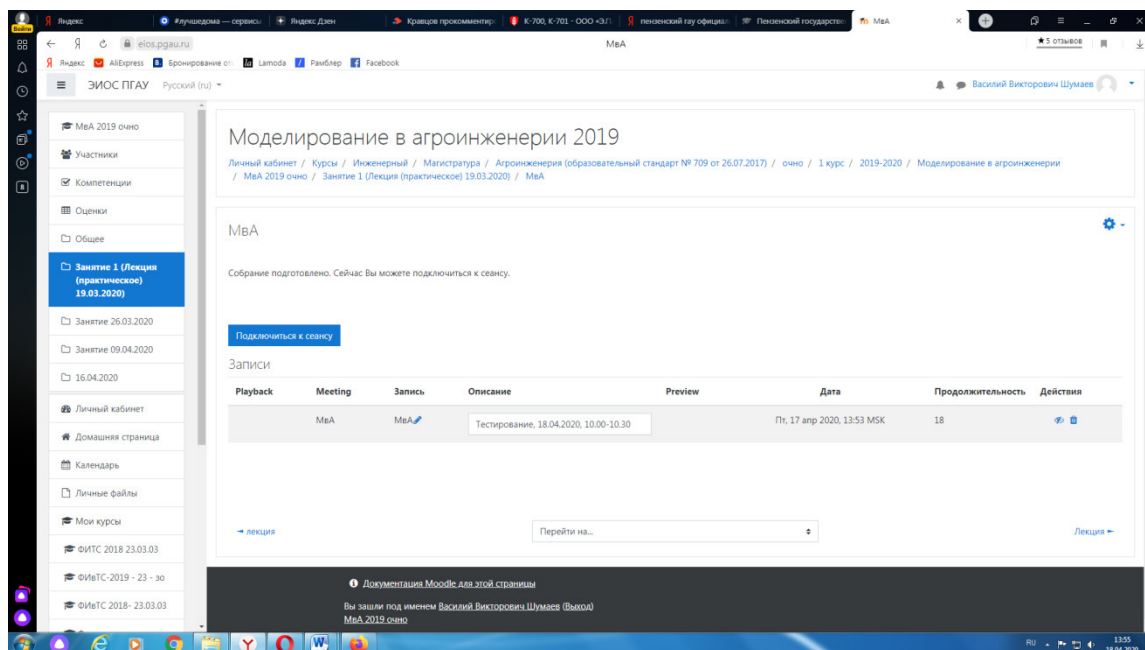 Яндекс
#лучшедома — сервисы
Яндекс.Дзен
Кравцов прокомментир
К-700, К-701 - ООО «Э.Г
пензенский гау официал
Пензенский государстве
МвА
Войти
eios.pgau.ru
МвА
★5 отзывов
Яндекс AliExpress Бронирование от Lamoda Рамблер Facebook
ЭИОС ПГАУ Русский (ru)
Василий Викторович Шумаев
МвА 2019 очно
Участники
Компетенции
Оценки
Общее
Занятие 1 (Лекция
(практическое)
19.03.2020)
Занятие 26.03.2020
Занятие 09.04.2020
16.04.2020
Личный кабинет
Домашняя страница
Календарь
Личные файлы
Мои курсы
ФИТС 2018 23.03.03
ФИвТС-2019 - 23 - зо
ФИвТС 2018- 23.03.03
Моделирование в агроинженерии 2019
Личный кабинет / Курсы / Инженерный / Магистратура / Агроинженерия (образовательный стандарт № 709 от 26.07.2017) / очно / 1 курс / 2019-2020 / Моделирование в агроинженерии
/ МвА 2019 очно / Занятие 1 (Лекция (практическое) 19.03.2020) / МвА
МвА
Собрание подготовлено. Сейчас Вы можете подключиться к сеансу.
Подключиться к сеансу
Записи
Playback Meeting Запись Описание Preview Дата Продолжительность Действия
МвА МвА Тестирование, 18.04.2020, 10.00-10.30 Пт, 17 апр 2020, 13:53 MSK 18
◄ лекция
Перейти на...
Лекция ►
Документация Moodle для этой страницы
Вы зашли под именем Василий Викторович Шумаев (Выход)
МвА 2019 очно
RU
13:55
18.04.2020